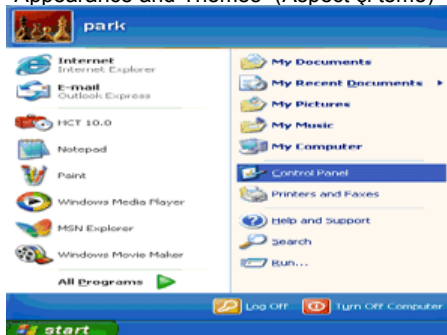 "Appearance and Themes" (Aspect şi teme)
park
Internet
Internet Explorer
E-mail
Outlook Express
HCT 10.0
Notepad
Paint
Windows Media Player
MSN Explorer
Windows Movie Maker
All Programs
My Documents
My Recent Documents
My Pictures
My Music
My Computer
Control Panel
Printers and Faxes
Help and Support
Search
Run...
Log Off
Turn Off Computer
start